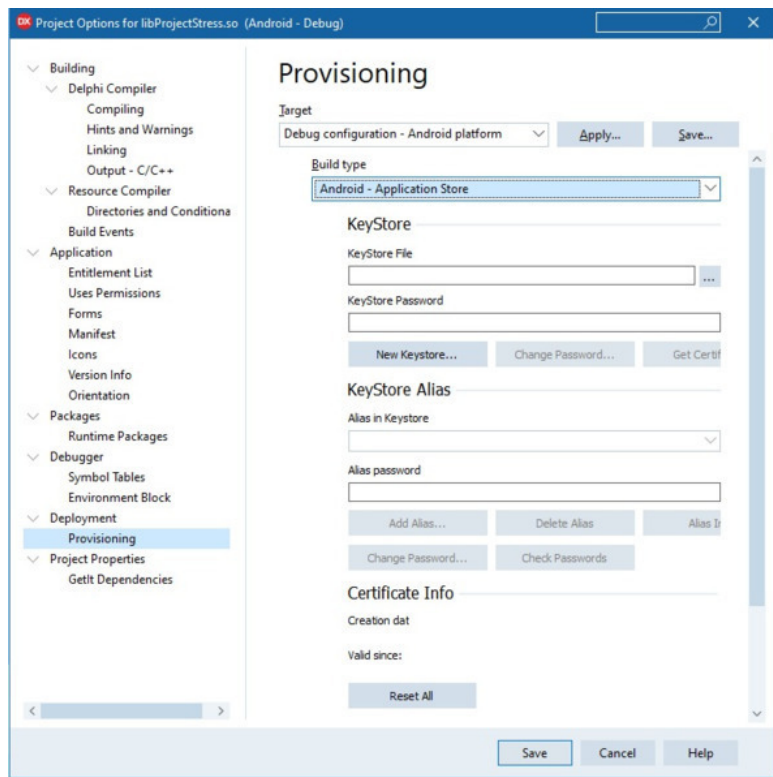 DX Project Options for libProjectStress.so (Android - Debug)
Building
Delphi Compiler
Compiling
Hints and Warnings
Linking
Output - C/C++
Resource Compiler
Directories and Conditiona
Build Events
Application
Entitlement List
Uses Permissions
Forms
Manifest
Icons
Version Info
Orientation
Packages
Runtime Packages
Debugger
Symbol Tables
Environment Block
Deployment
Provisioning
Project Properties
GetIt Dependencies
Provisioning
Target
Debug configuration - Android platform
Apply...
Save...
Build type
Android - Application Store
KeyStore
KeyStore File
...
KeyStore Password
New Keystore...
Change Password...
Get Certif
KeyStore Alias
Alias in Keystore
Alias password
Add Alias...
Delete Alias
Alias In
Change Password...
Check Passwords
Certificate Info
Creation dat
Valid since:
Reset All
Save
Cancel
Help